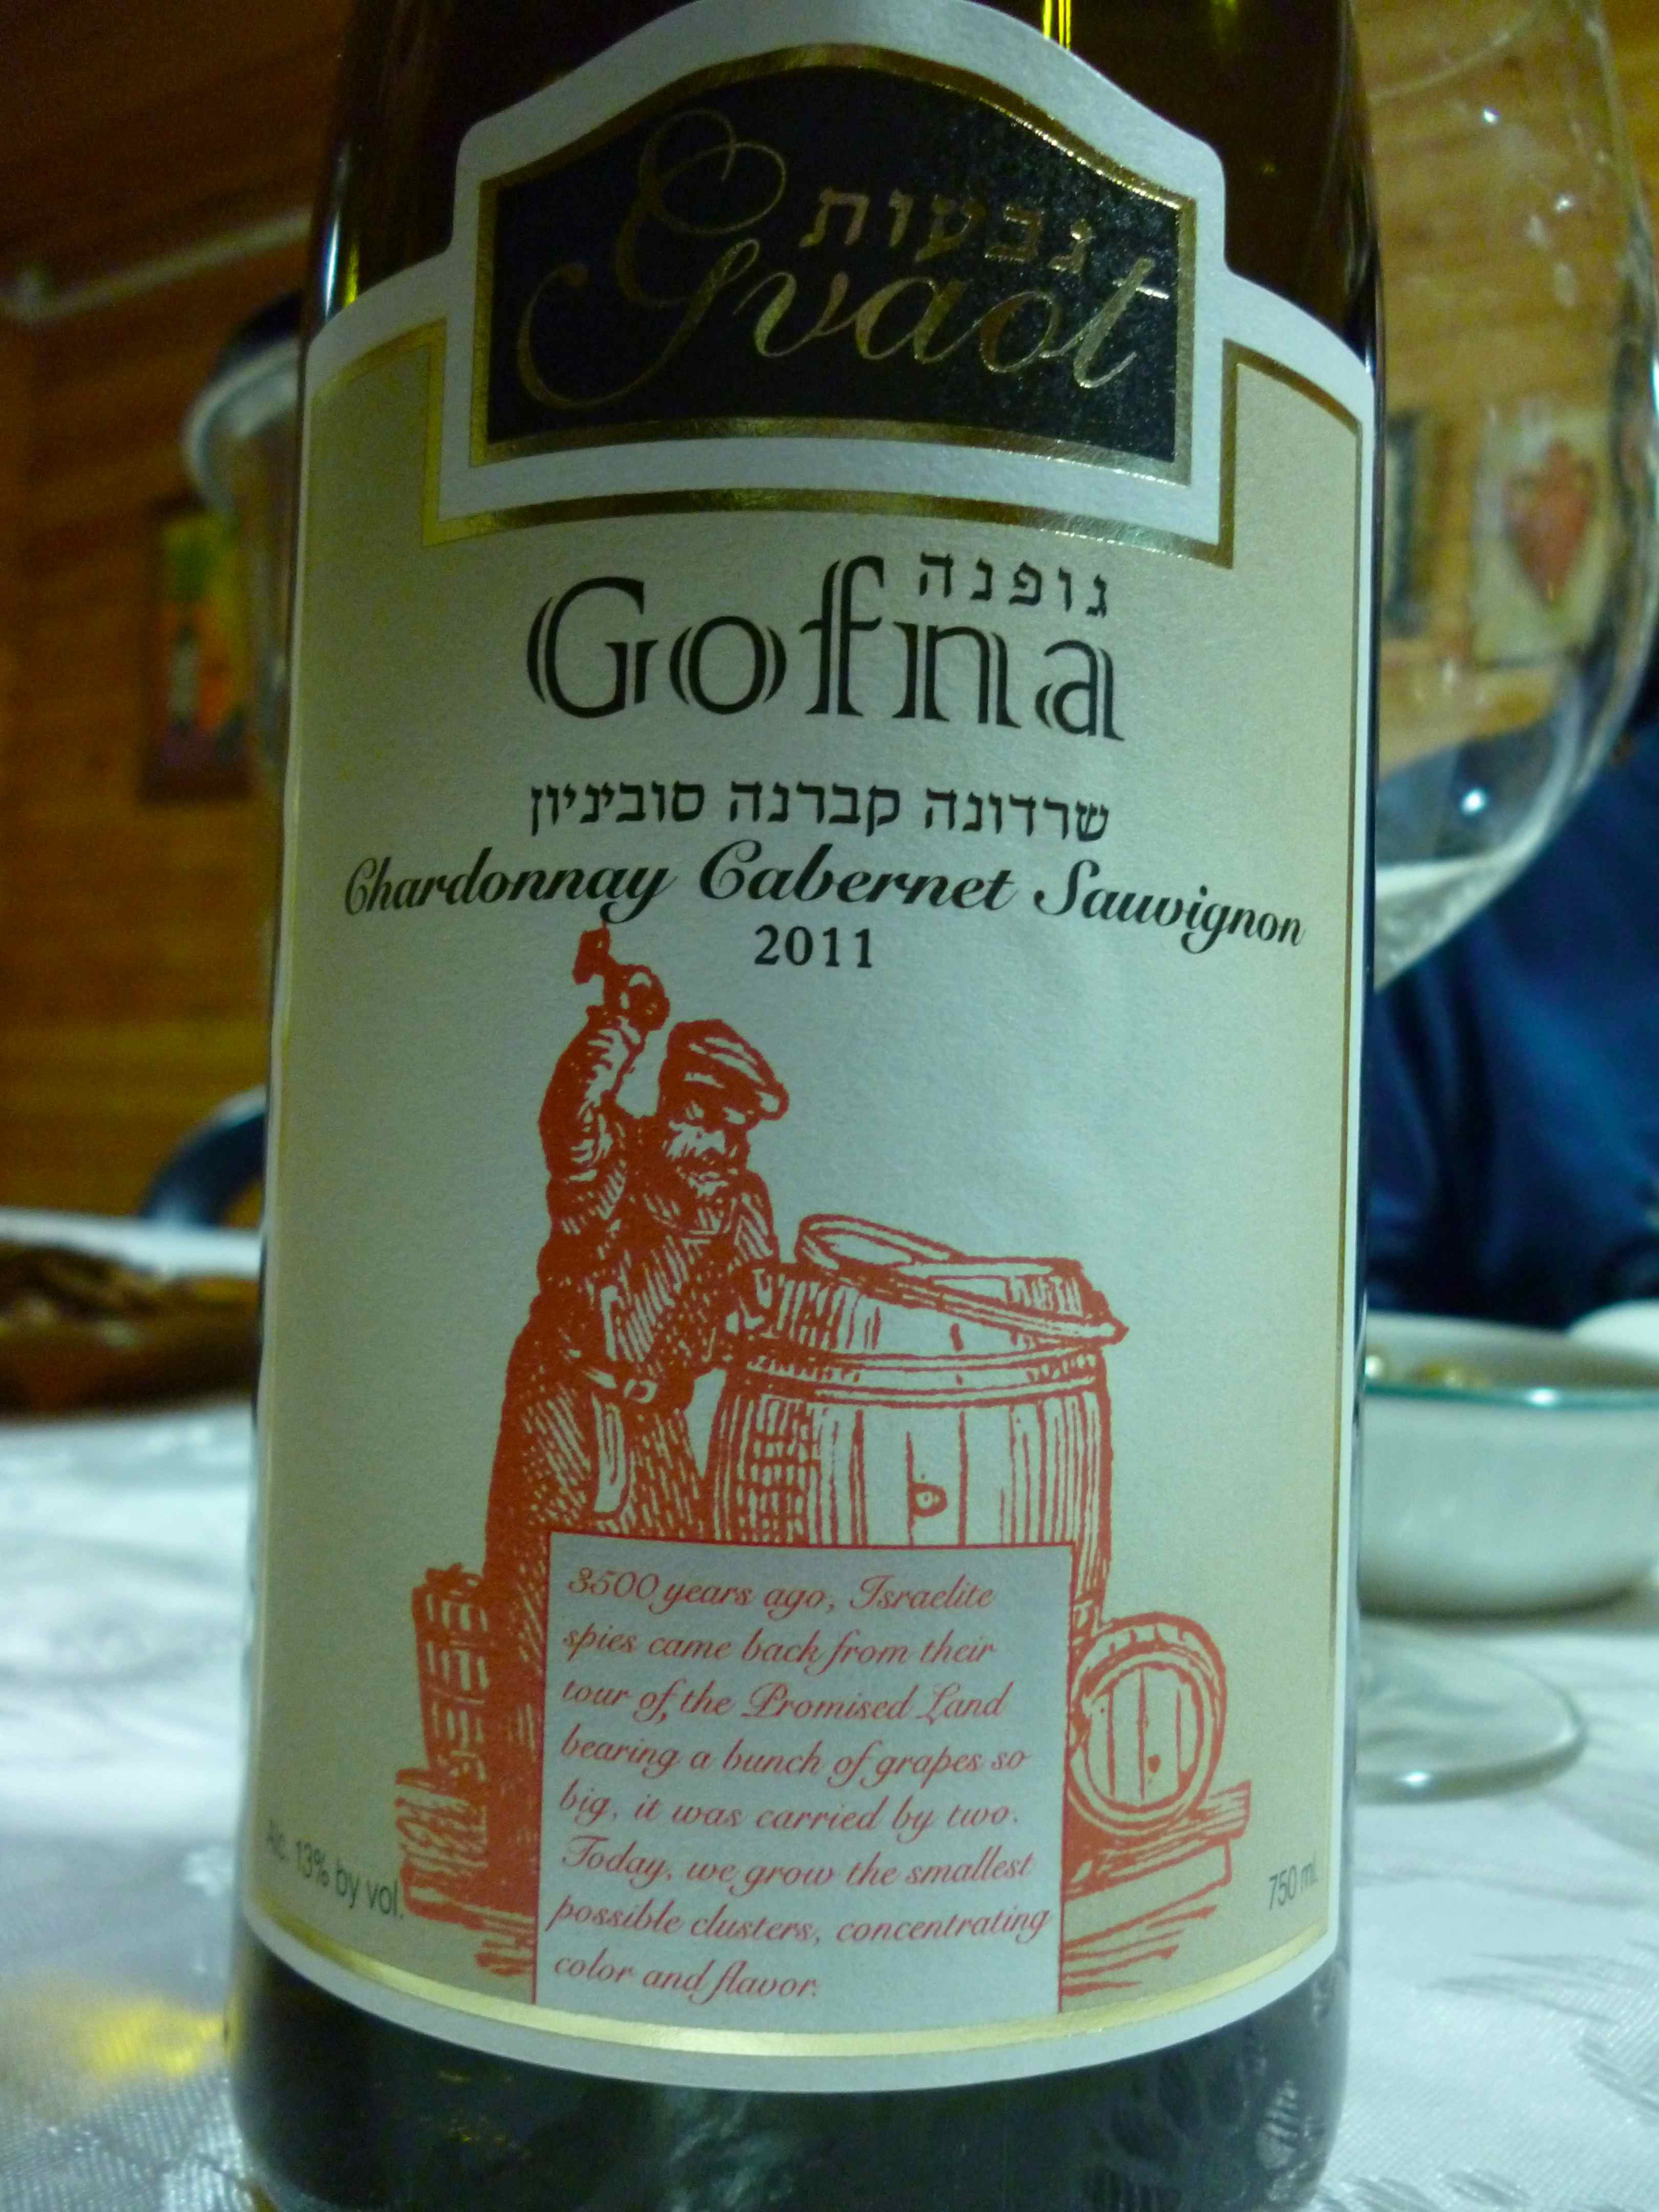 גבעות
Gvaot
גופנה
Gofna
שרדונה קברנה סוביניון
Chardonnay Cabernet Sauvignon
2011
3500 years ago, Israelite
spies came back from their
tour of, the Promised Land
bearing a bunch of grapes so
big, it was carried by two.
Today, we grow the smallest
possible clusters, concentrating
color and flavor.
Alc. 13% by vol.
750 ml.